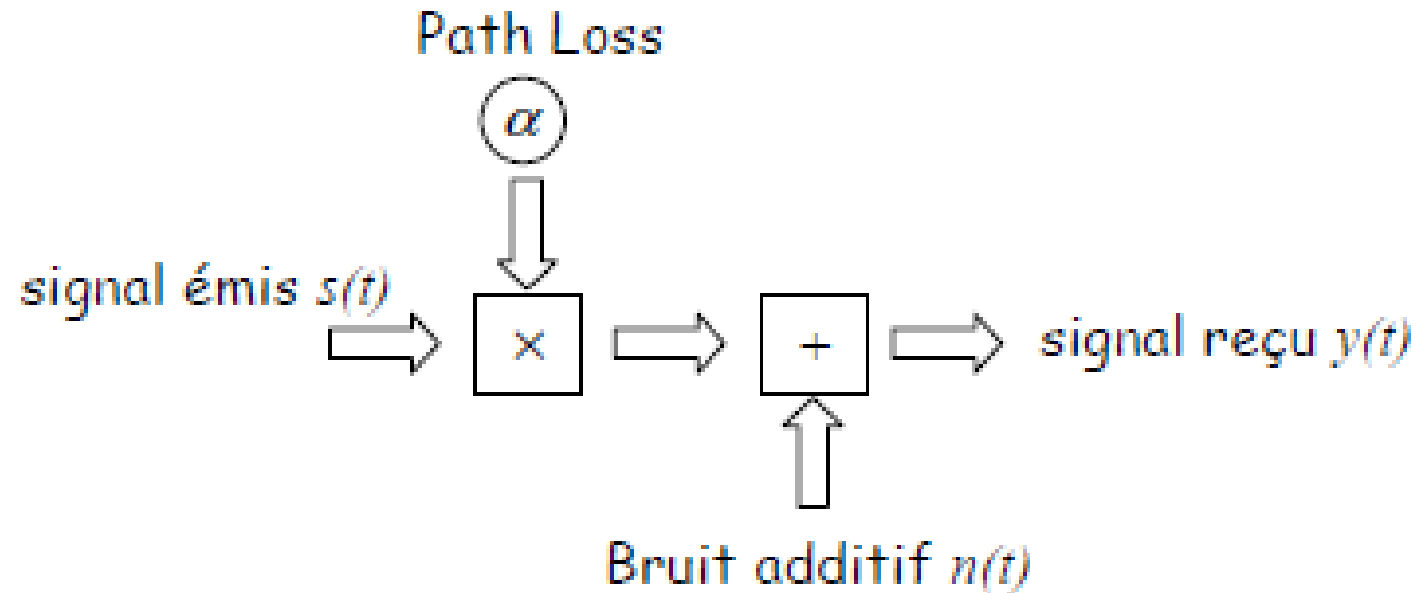 Path Loss
α
signal émis s(t)
×
+
signal reçu y(t)
Bruit additif n(t)